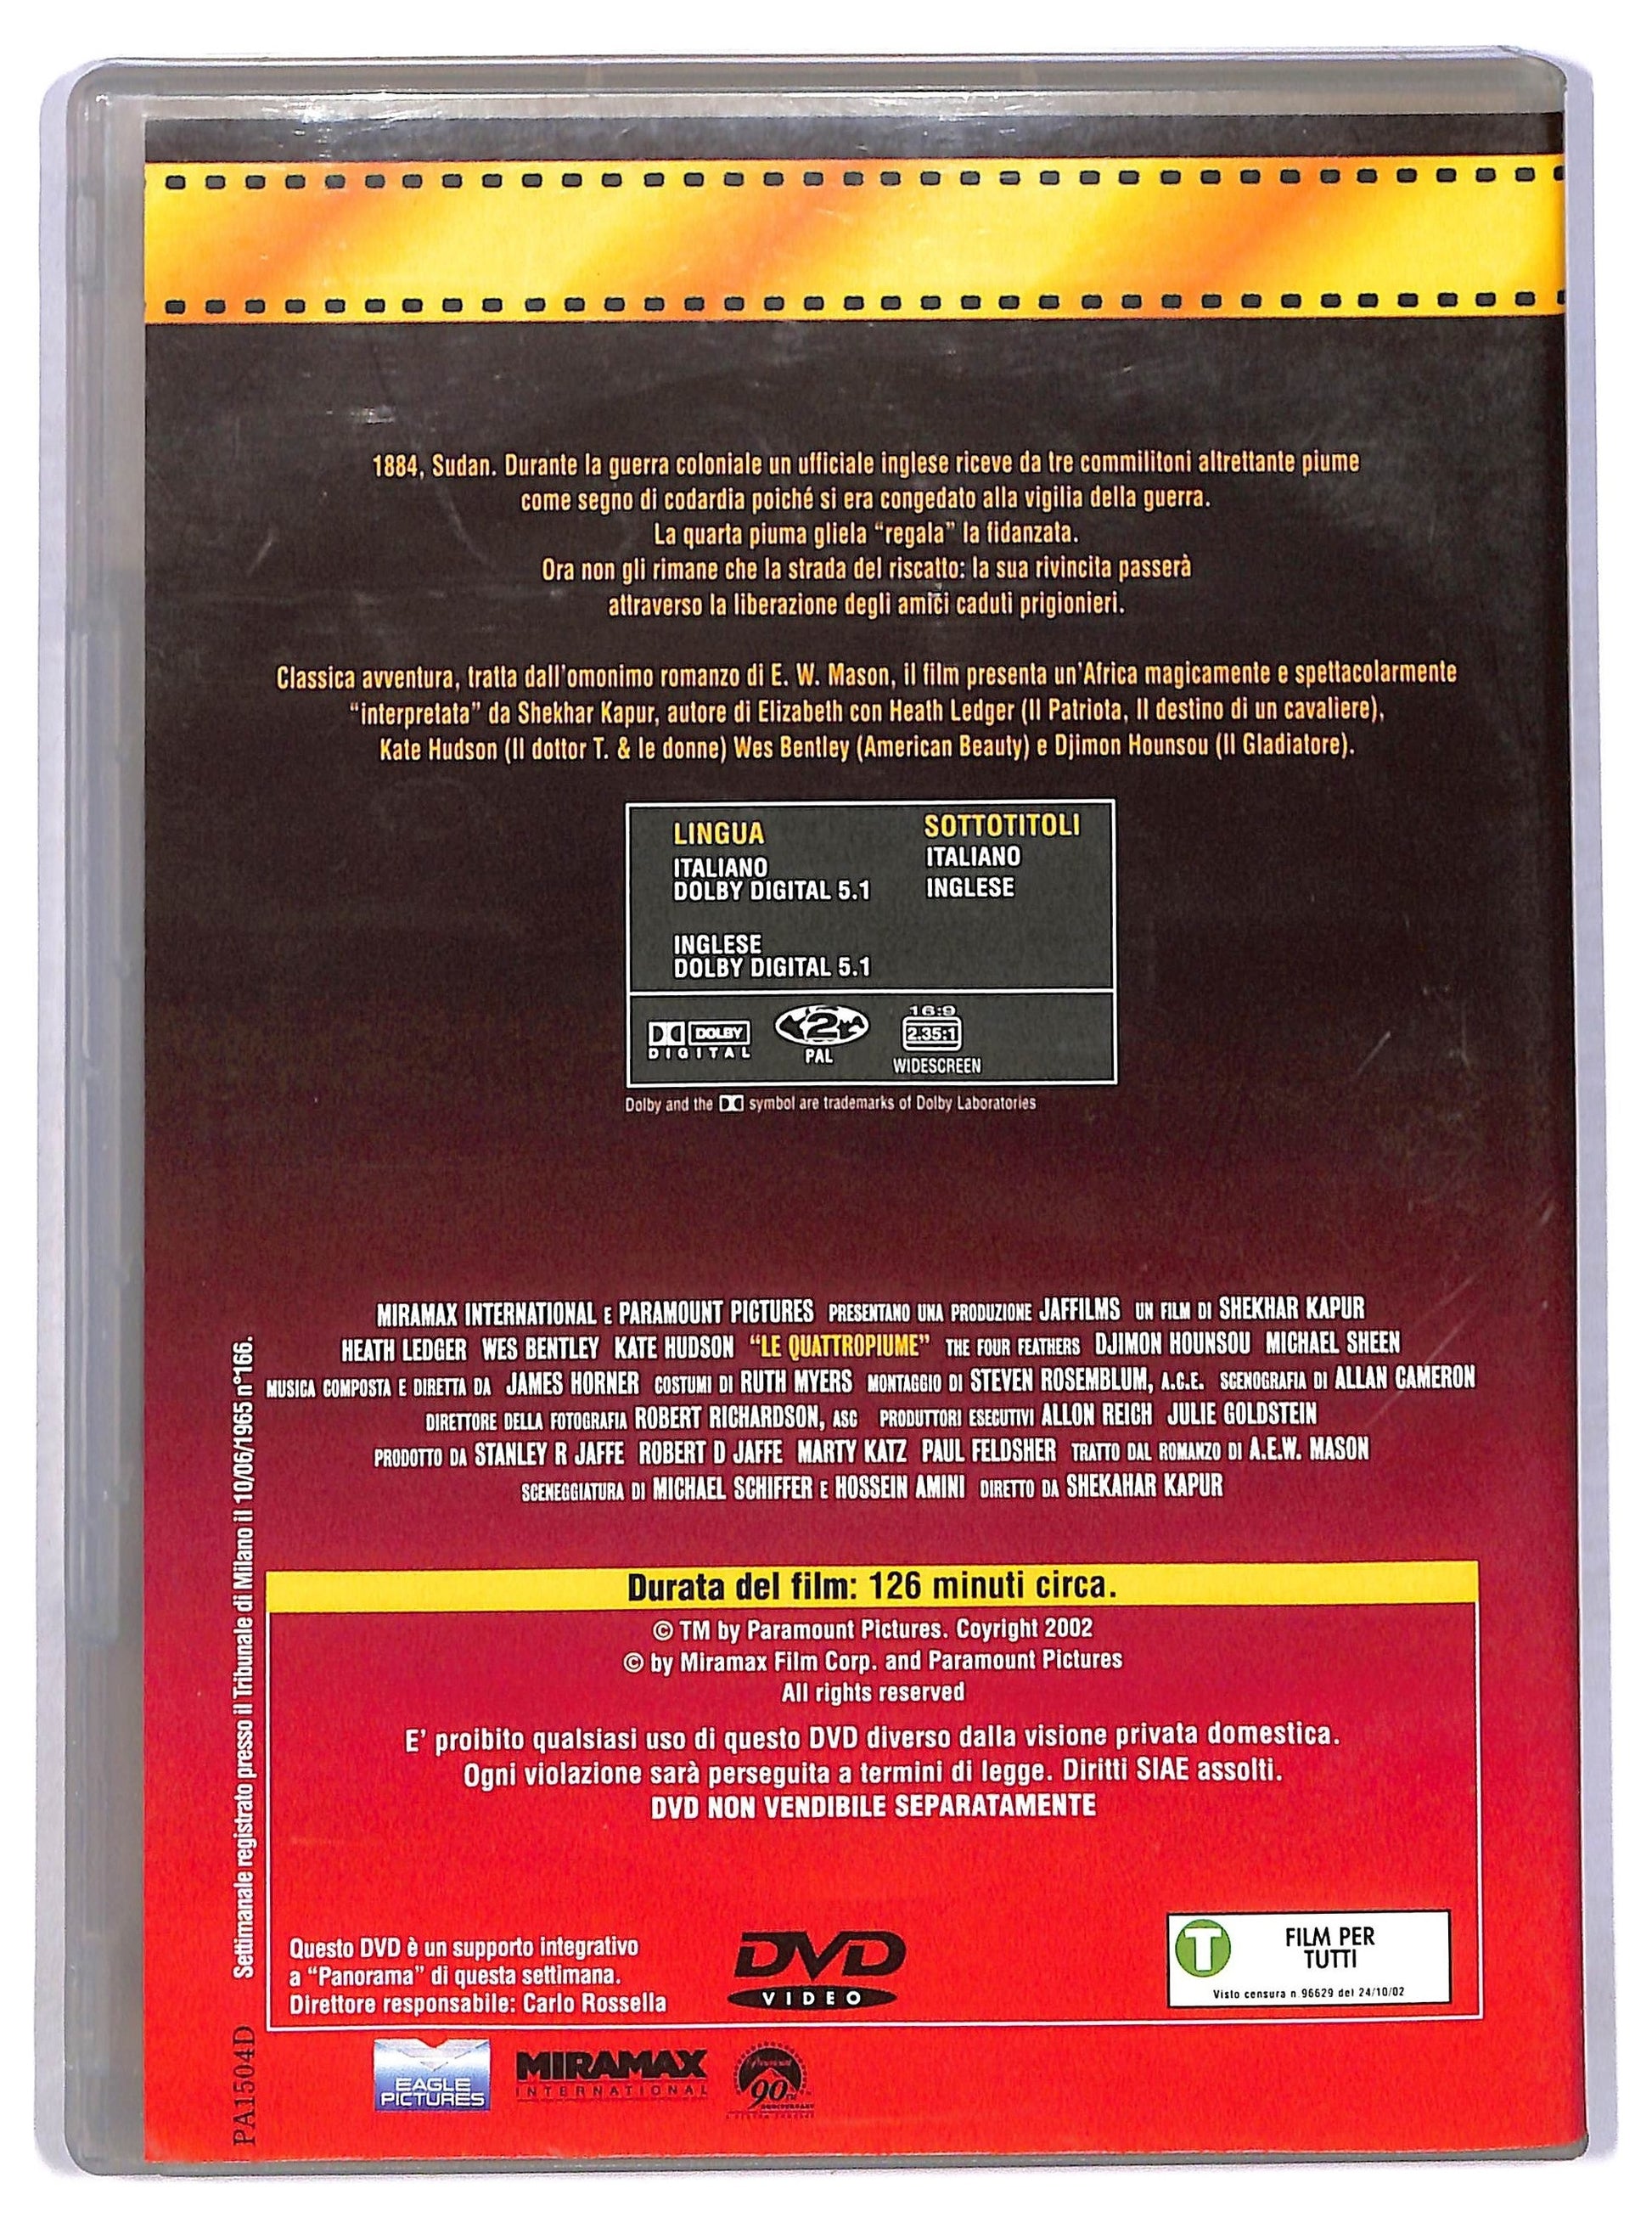 1884, Sudan. Durante la guerra coloniale un ufficiale inglese riceve da tre commilitoni altrettante piume
come segno di codardia poiché si era congedato alla vigilia della guerra.
La quarta piuma gliela “regala” la fidanzata.
Ora non gli rimane che la strada del riscatto: la sua rivincita passerà
attraverso la liberazione degli amici caduti prigionieri.
Classica avventura, tratta dall'omonimo romanzo di E. W. Mason, il film presenta un'Africa magicamente e spettacolarmente
“interpretata” da Shekhar Kapur, autore di Elizabeth con Heath Ledger (Il Patriota, Il destino di un cavaliere),
Kate Hudson (Il dottor T. & le donne) Wes Bentley (American Beauty) e Djimon Hounsou (Il Gladiatore).
LINGUA
ITALIANO
DOLBY DIGITAL 5.1
INGLESE
DOLBY DIGITAL 5.1
SOTTOTITOLI
ITALIANO
INGLESE
DOLBY
DIGITAL
2
PAL
16:9
2.35:1
WIDESCREEN
Dolby and the symbol are trademarks of Dolby Laboratories
MIRAMAX INTERNATIONAL E PARAMOUNT PICTURES PRESENTANO UNA PRODUZIONE JAFFILMS UN FILM DI SHEKHAR KAPUR
HEATH LEDGER WES BENTLEY KATE HUDSON “LE QUATTROPIUME” THE FOUR FEATHERS DJIMON HOUNSOU MICHAEL SHEEN
MUSICA COMPOSTA E DIRETTA DA JAMES HORNER COSTUMI DI RUTH MYERS MONTAGGIO DI STEVEN ROSEMBLUM, A.C.E. SCENOGRAFIA DI ALLAN CAMERON
DIRETTORE DELLA FOTOGRAFIA ROBERT RICHARDSON, ASC PRODUTTORI ESECUTIVI ALLON REICH JULIE GOLDSTEIN
PRODOTTO DA STANLEY R JAFFE ROBERT D JAFFE MARTY KATZ PAUL FELDSHER TRATTO DAL ROMANZO DI A.E.W. MASON
SCENEGGIATURA DI MICHAEL SCHIFFER E HOSSEIN AMINI DIRETTO DA SHEKAHAR KAPUR
Durata del film: 126 minuti circa.
© TM by Paramount Pictures. Coyright 2002
© by Miramax Film Corp. and Paramount Pictures
All rights reserved
E' proibito qualsiasi uso di questo DVD diverso dalla visione privata domestica.
Ogni violazione sarà perseguita a termini di legge. Diritti SIAE assolti.
DVD NON VENDIBILE SEPARATAMENTE
Questo DVD è un supporto integrativo
a “Panorama” di questa settimana.
Direttore responsabile: Carlo Rossella
DVD
VIDEO
T
FILM PER
TUTTI
Visto censura n.96629 del 24/10/02
Settimanale registrato presso il Tribunale di Milano il 10/06/1965 n°166.
PA1504D
EAGLE
PICTURES
MIRAMAX
INTERNATIONAL
Paramount
90TH
ANNIVERSARY